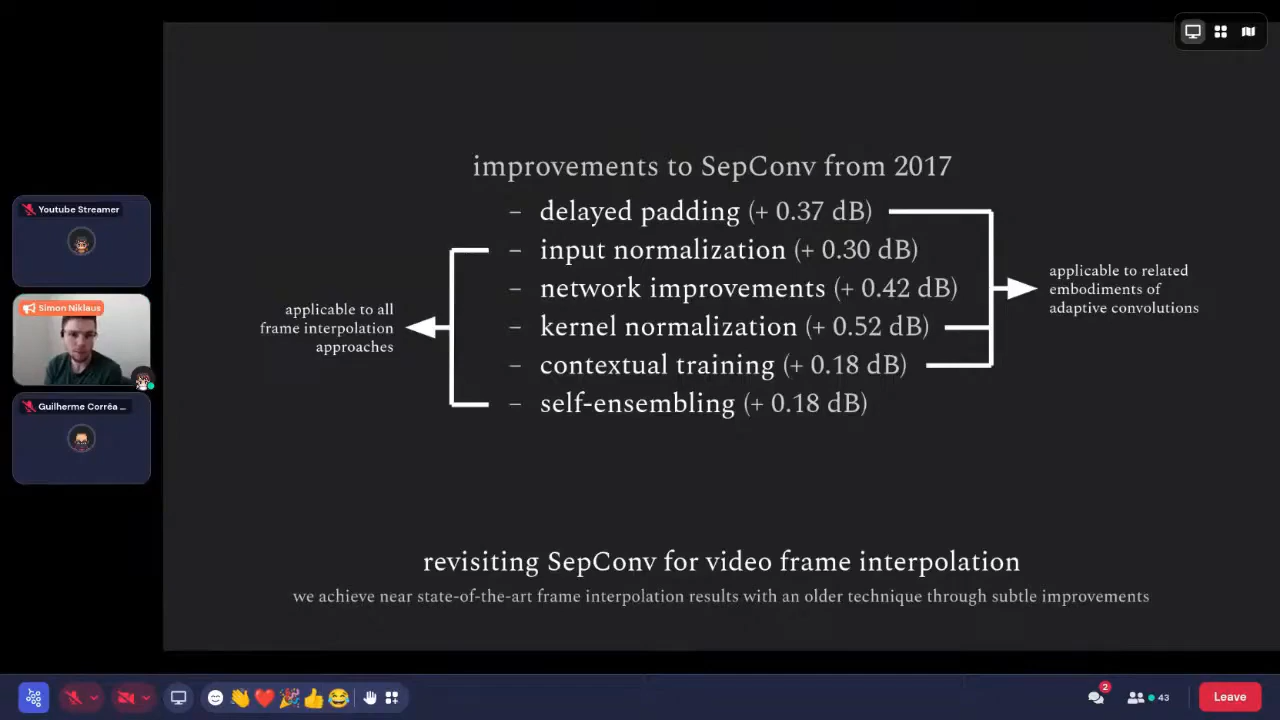 Youtube Streamer
Simon Niklaus
Guilherme Corrêa ...
improvements to SepConv from 2017
– delayed padding (+ 0.37 dB)
– input normalization (+ 0.30 dB)
– network improvements (+ 0.42 dB)
– kernel normalization (+ 0.52 dB)
– contextual training (+ 0.18 dB)
– self-ensembling (+ 0.18 dB)
applicable to all
frame interpolation
approaches
applicable to related
embodiments of
adaptive convolutions
revisiting SepConv for video frame interpolation
we achieve near state-of-the-art frame interpolation results with an older technique through subtle improvements
2
43
Leave